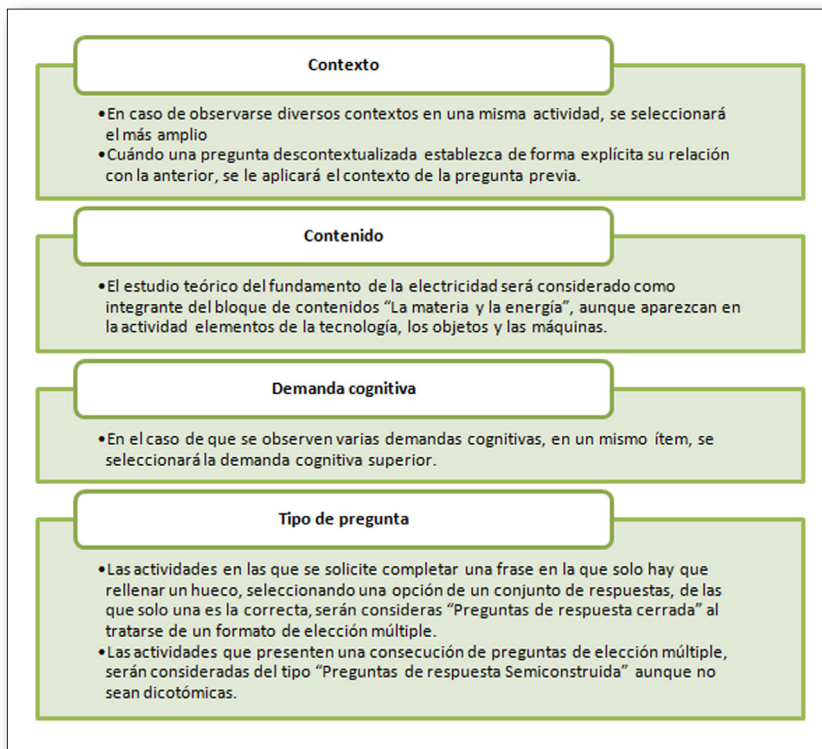 Contexto
•En caso de observarse diversos contextos en una misma actividad, se seleccionará
el más amplio
•Cuándo una pregunta descontextualizada establezca de forma explícita su relación
con la anterior, se le aplicará el contexto de la pregunta previa.
Contenido
•El estudio teórico del fundamento de la electricidad será considerado como
integrante del bloque de contenidos “La materia y la energía”, aunque aparezcan en
la actividad elementos de la tecnología, los objetos y las máquinas.
Demanda cognitiva
•En el caso de que se observen varias demandas cognitivas, en un mismo ítem, se
seleccionará la demanda cognitiva superior.
Tipo de pregunta
•Las actividades en las que se solicite completar una frase en la que solo hay que
rellenar un hueco, seleccionando una opción de un conjunto de respuestas, de las
que solo una es la correcta, serán consideras “Preguntas de respuesta cerrada” al
tratarse de un formato de elección múltiple.
•Las actividades que presenten una consecución de preguntas de elección múltiple,
serán consideradas del tipo “Preguntas de respuesta Semiconstruida” aunque no
sean dicotómicas.